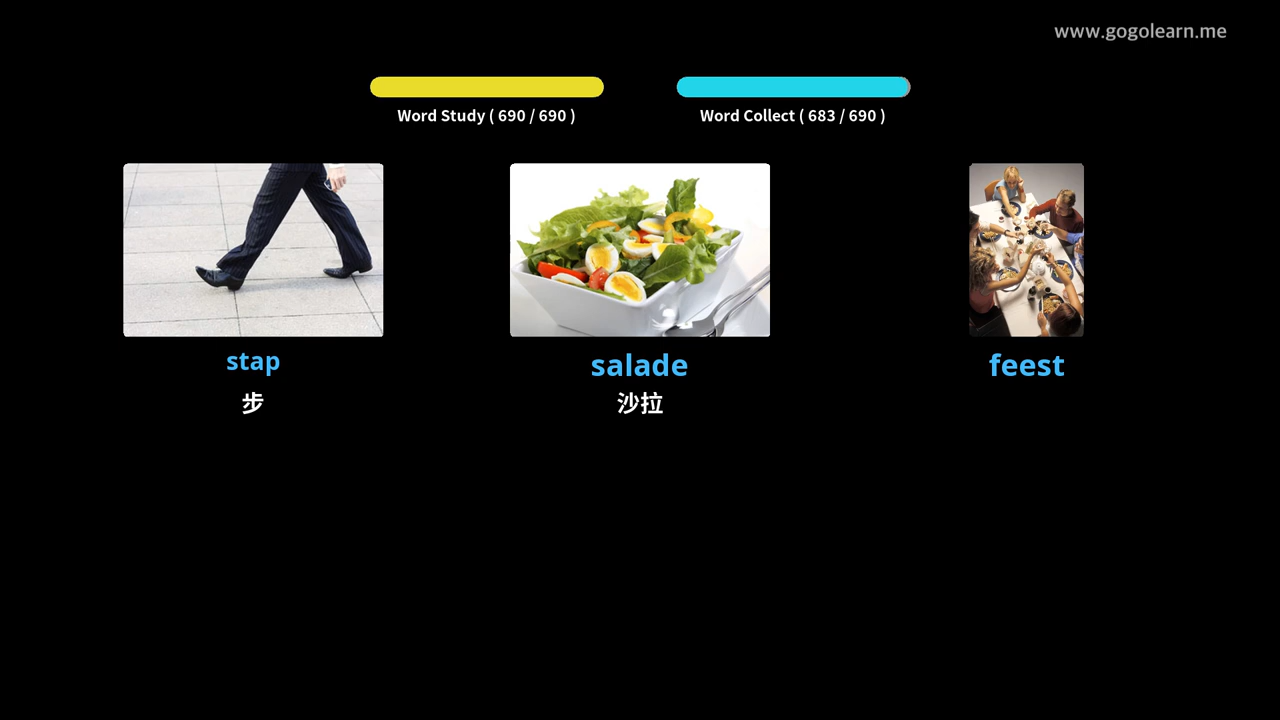 www.gogolearn.me
Word Study ( 690 / 690 )
Word Collect ( 683 / 690 )
stap
步
salade
沙拉
feest